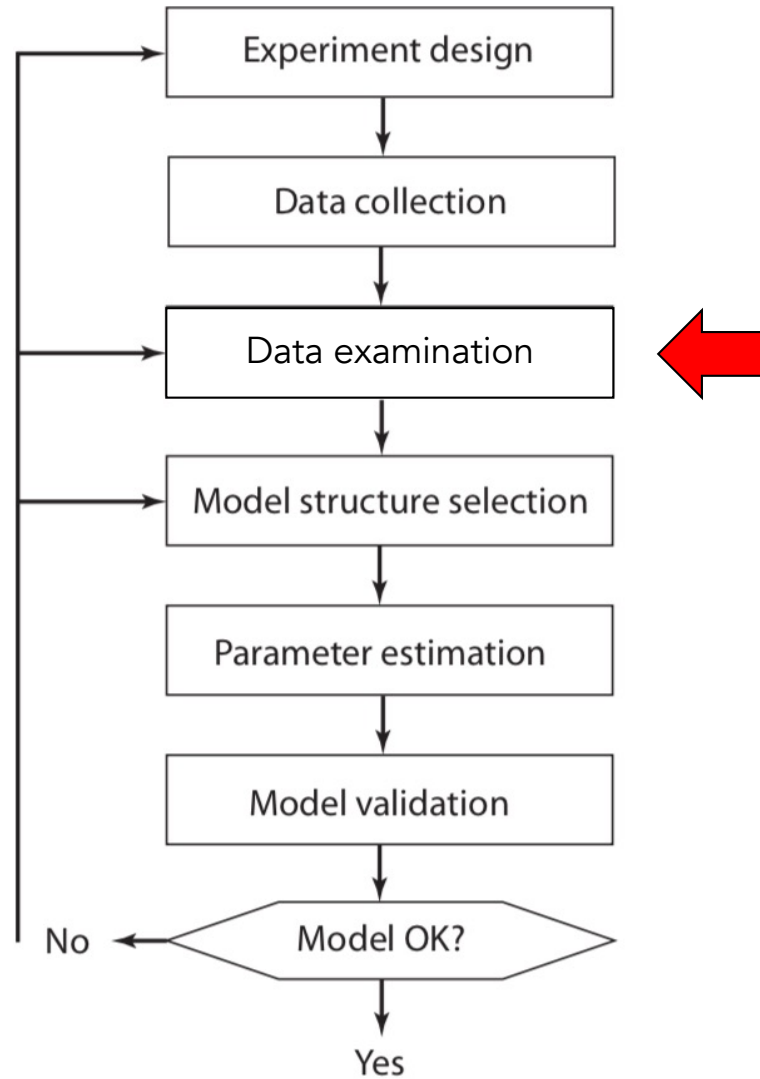 Experiment design
Data collection
Data examination
Model structure selection
Parameter estimation
Model validation
Model OK?
No
Yes